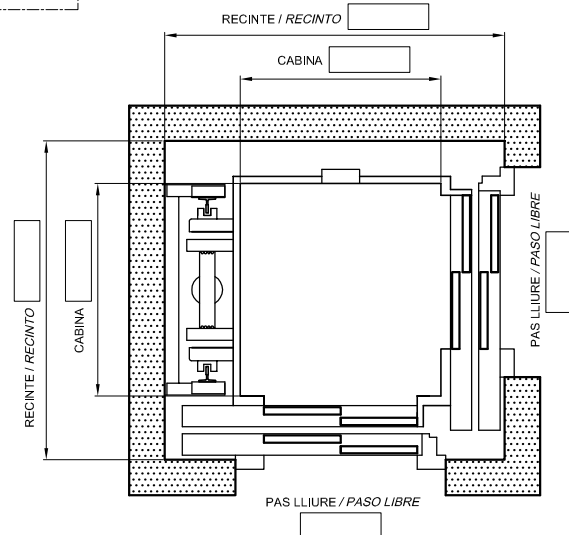 RECINTE / RECINTO
CABINA
PAS LLIURE / PASO LIBRE
RECINTE / RECINTO
CABINA
PAS LLIURE / PASO LIBRE